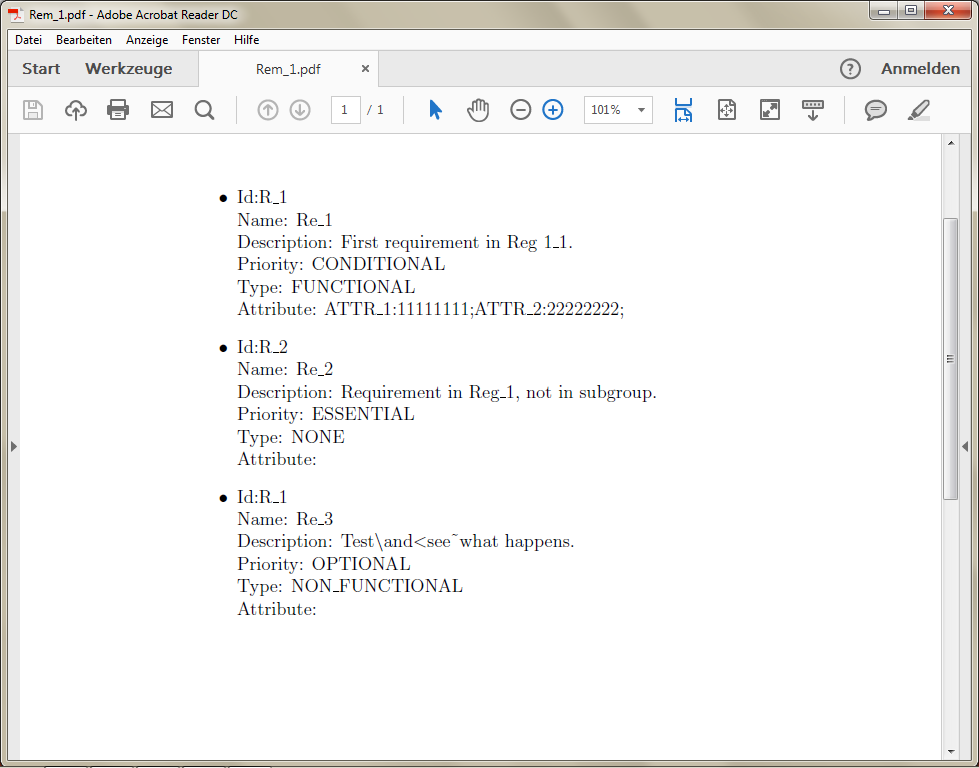 Rem_1.pdf - Adobe Acrobat Reader DC
Datei Bearbeiten Anzeige Fenster Hilfe
Start Werkzeuge Rem_1.pdf × ? Anmelden
1 / 1 101%
• Id:R_1
Name: Re_1
Description: First requirement in Reg 1_1.
Priority: CONDITIONAL
Type: FUNCTIONAL
Attribute: ATTR_1:11111111;ATTR_2:22222222;
• Id:R_2
Name: Re_2
Description: Requirement in Reg_1, not in subgroup.
Priority: ESSENTIAL
Type: NONE
Attribute:
• Id:R_1
Name: Re_3
Description: Test\and<see˜what happens.
Priority: OPTIONAL
Type: NON_FUNCTIONAL
Attribute: